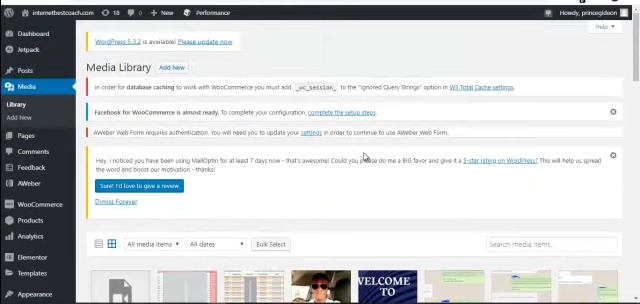 internetbestcoach.com 18 0 + New Performance Howdy, princegideon
Help ▼
Dashboard
Jetpack
Posts
Media
Library
Add New
Pages
Comments
Feedback
AWeber
WooCommerce
Products
Analytics
Elementor
Templates
Appearance
WordPress 5.3.2 is available! Please update now.
Media Library Add New
In order for database caching to work with WooCommerce you must add _wc_session_ to the "Ignored Query Strings" option in W3 Total Cache settings.
Facebook for WooCommerce is almost ready. To complete your configuration, complete the setup steps.
AWeber Web Form requires authentication. You will need to update your settings in order to continue to use AWeber Web Form.
Hey, I noticed you have been using MailOptin for at least 7 days now - that's awesome! Could you please do me a BIG favor and give it a 5-star rating on WordPress? This will help us spread
the word and boost our motivation - thanks!
Sure! I'd love to give a review
Dimiss Forever
All media items ▼ All dates ▼ Bulk Select Search media items...
WELCOME
TO